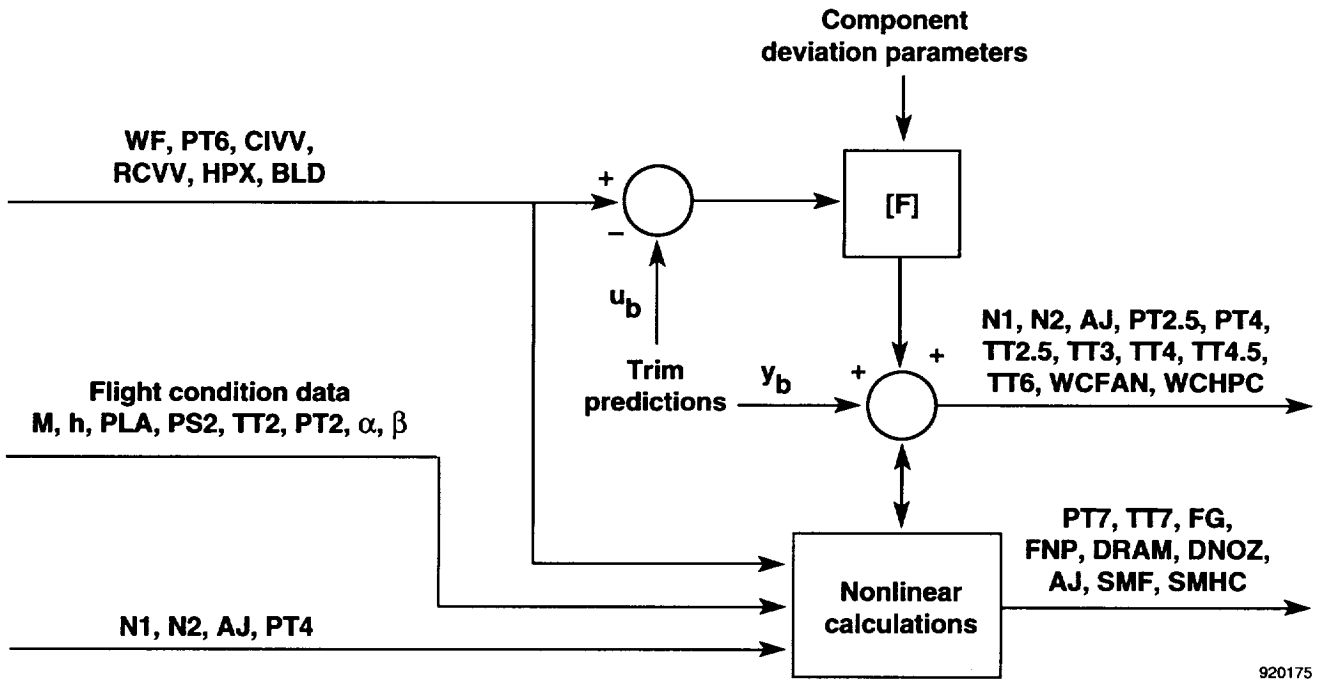 Component
deviation parameters
WF, PT6, CIVV,
RCVV, HPX, BLD
+
−
[F]
u_b
Trim
predictions
y_b
+
+
N1, N2, AJ, PT2.5, PT4,
TT2.5, TT3, TT4, TT4.5,
TT6, WCFAN, WCHPC
Flight condition data
M, h, PLA, PS2, TT2, PT2, α, β
PT7, TT7, FG,
FNP, DRAM, DNOZ,
AJ, SMF, SMHC
Nonlinear
calculations
N1, N2, AJ, PT4
920175